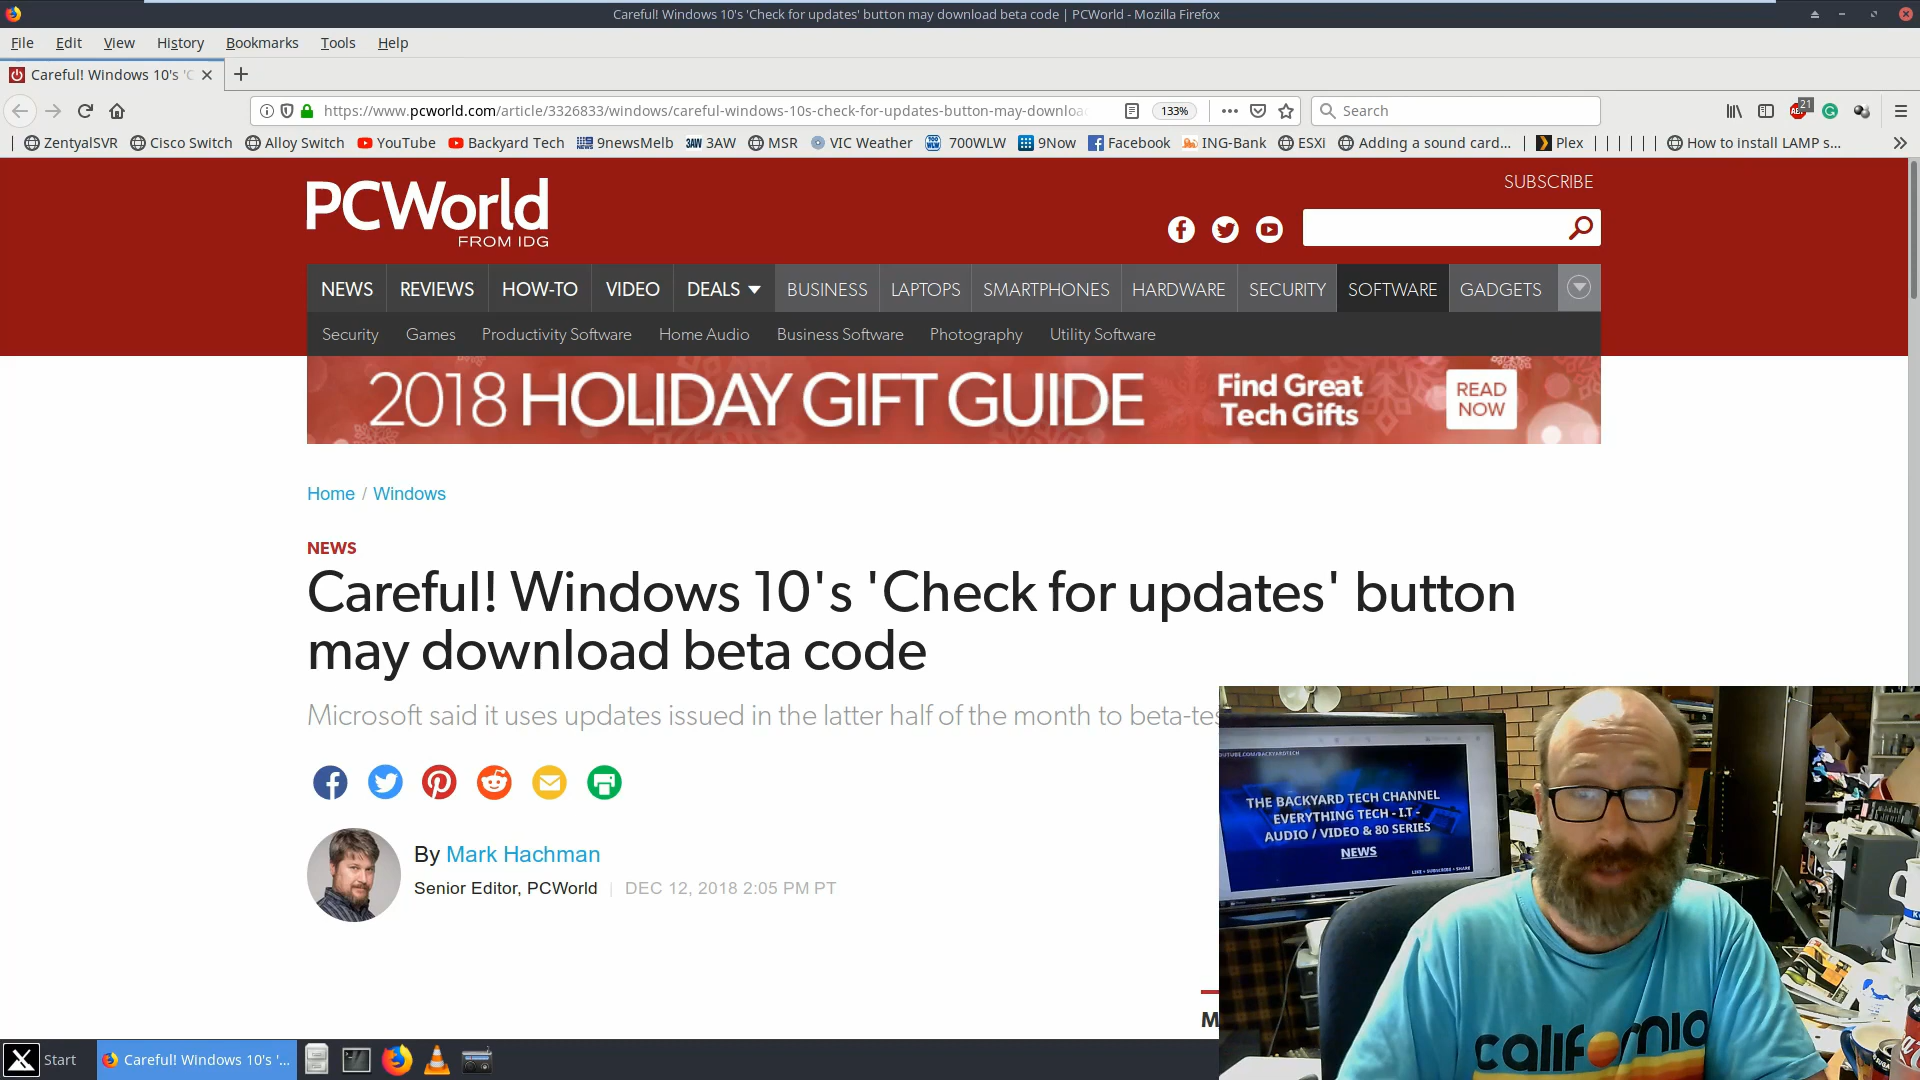 Careful! Windows 10's 'Check for updates' button may download beta code | PCWorld - Mozilla Firefox
File Edit View History Bookmarks Tools Help
Careful! Windows 10's 'C
https://www.pcworld.com/article/3326833/windows/careful-windows-10s-check-for-updates-button-may-downloa
133%
Search
21
ZentyalSVR Cisco Switch Alloy Switch YouTube Backyard Tech 9newsMelb 3AW 3AW MSR VIC Weather 700WLW 9Now Facebook ING-Bank ESXi Adding a sound card... Plex How to install LAMP s...
SUBSCRIBE
PCWorld
FROM IDG
NEWS REVIEWS HOW-TO VIDEO DEALS BUSINESS LAPTOPS SMARTPHONES HARDWARE SECURITY SOFTWARE GADGETS
Security Games Productivity Software Home Audio Business Software Photography Utility Software
2018 HOLIDAY GIFT GUIDE
Find Great
Tech Gifts
READ
NOW
Home / Windows
NEWS
Careful! Windows 10's 'Check for updates' button
may download beta code
Microsoft said it uses updates issued in the latter half of the month to beta-tes
By Mark Hachman
Senior Editor, PCWorld | DEC 12, 2018 2:05 PM PT
M
THE BACKYARD TECH CHANNEL
EVERYTHING TECH - I.T -
AUDIO / VIDEO & 80 SERIES
NEWS
LIKE • SUBSCRIBE • SHARE
california
Start
Careful! Windows 10's '...